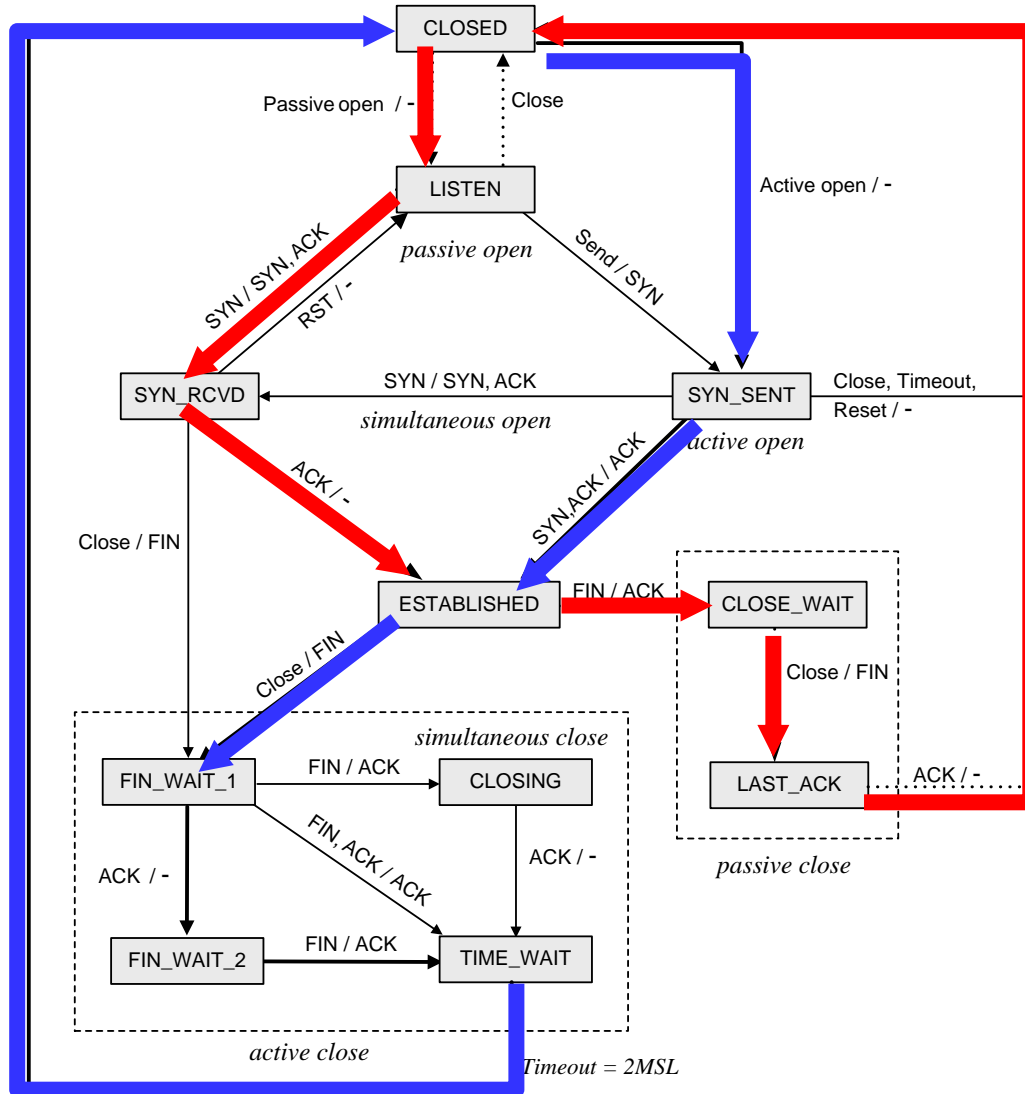 CLOSED
Passive open / -
Close
LISTEN
Active open / -
passive open
SYN / SYN, ACK
RST / -
Send / SYN
SYN_RCVD
SYN / SYN, ACK
simultaneous open
SYN_SENT
Close, Timeout,
Reset / -
active open
ACK / -
SYN,ACK / ACK
Close / FIN
ESTABLISHED
FIN / ACK
CLOSE_WAIT
Close / FIN
Close / FIN
simultaneous close
FIN_WAIT_1
FIN / ACK
CLOSING
LAST_ACK
ACK / -
FIN, ACK / ACK
ACK / -
ACK / -
passive close
FIN_WAIT_2
FIN / ACK
TIME_WAIT
active close
Timeout = 2MSL